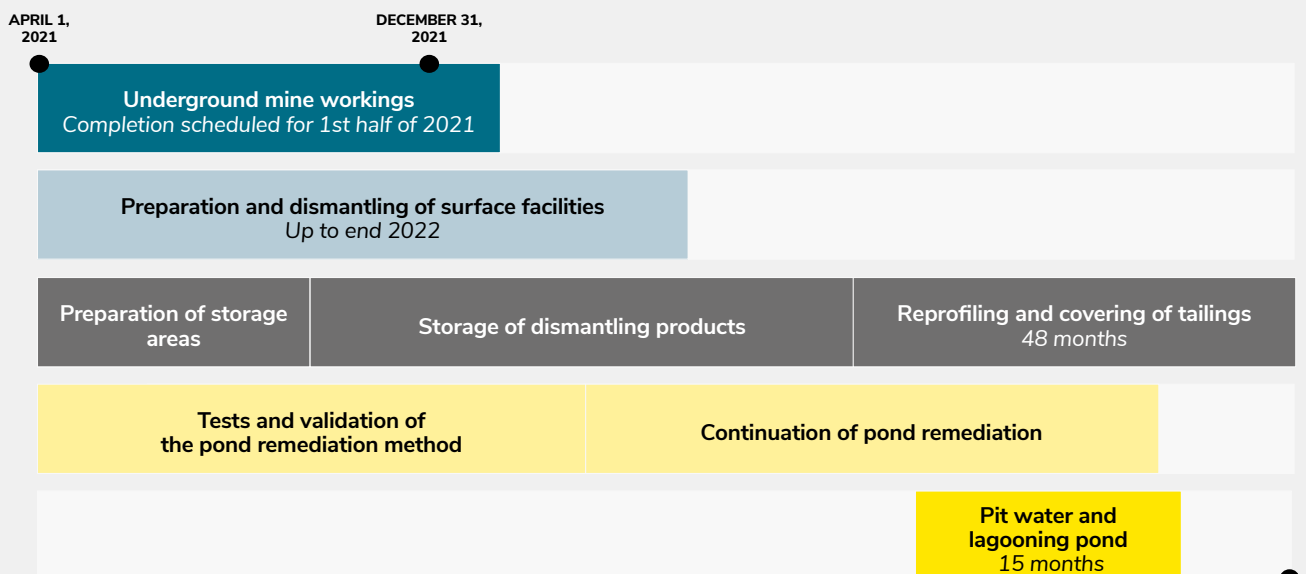 APRIL 1,
2021
DECEMBER 31,
2021
Underground mine workings
Completion scheduled for 1st half of 2021
Preparation and dismantling of surface facilities
Up to end 2022
Preparation of storage
areas
Storage of dismantling products
Reprofiling and covering of tailings
48 months
Tests and validation of
the pond remediation method
Continuation of pond remediation
Pit water and
lagooning pond
15 months